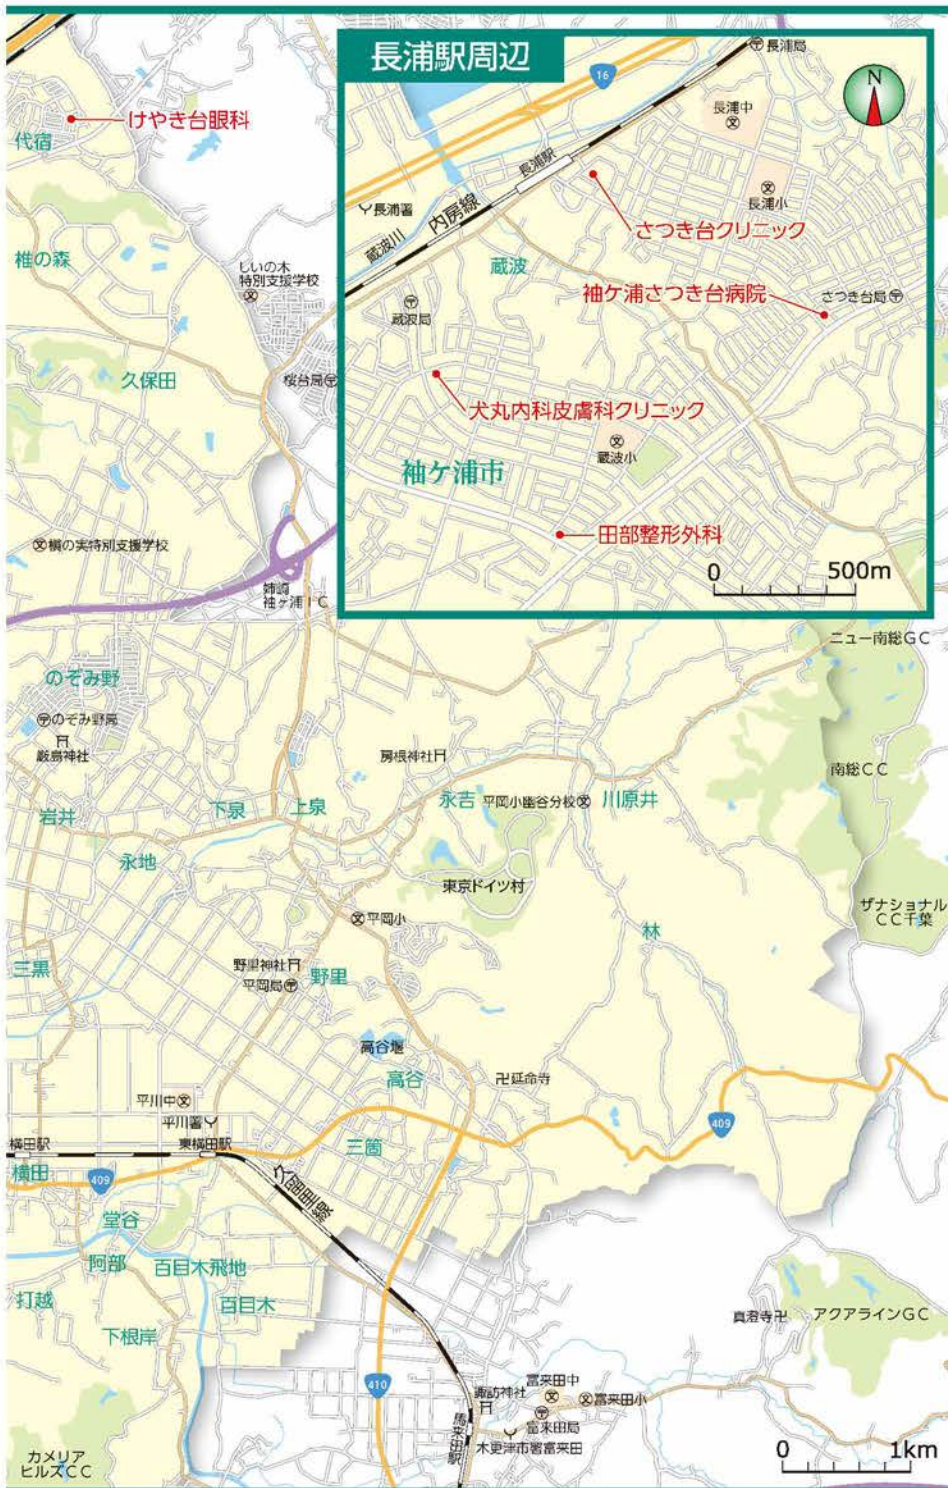 長浦駅周辺
長浦局
16
N
長浦中
けやき台眼科
代宿
長浦駅
長浦署
内房線
長浦小
さつき台クリニック
蔵波川
蔵波
椎の森
しいの木
特別支援学校
袖ケ浦さつき台病院
さつき台局
蔵波局
久保田
桜台局
犬丸内科皮膚科クリニック
蔵波小
袖ケ浦市
田部整形外科
槇の実特別支援学校
0 500m
姉崎
袖ヶ浦IC
ニュー南総GC
のぞみ野
のぞみ野局
厳島神社
房根神社
南総CC
岩井
下泉
上泉
永吉
平岡小幽谷分校
川原井
永地
東京ドイツ村
ザナショナル
CC千葉
平岡小
林
三黒
野里神社
野里
平岡局
高谷堰
高谷
卍延命寺
平川中
平川署
409
横田駅
東横田駅
三箇
横田
409
久留里線
堂谷
阿部
百目木飛地
打越
百目木
下根岸
真澄寺卍
アクアラインGC
410
諏訪神社
富来田中
富来田小
富来田局
木更津市署富来田
馬来田駅
カメリア
ヒルズCC
0 1km